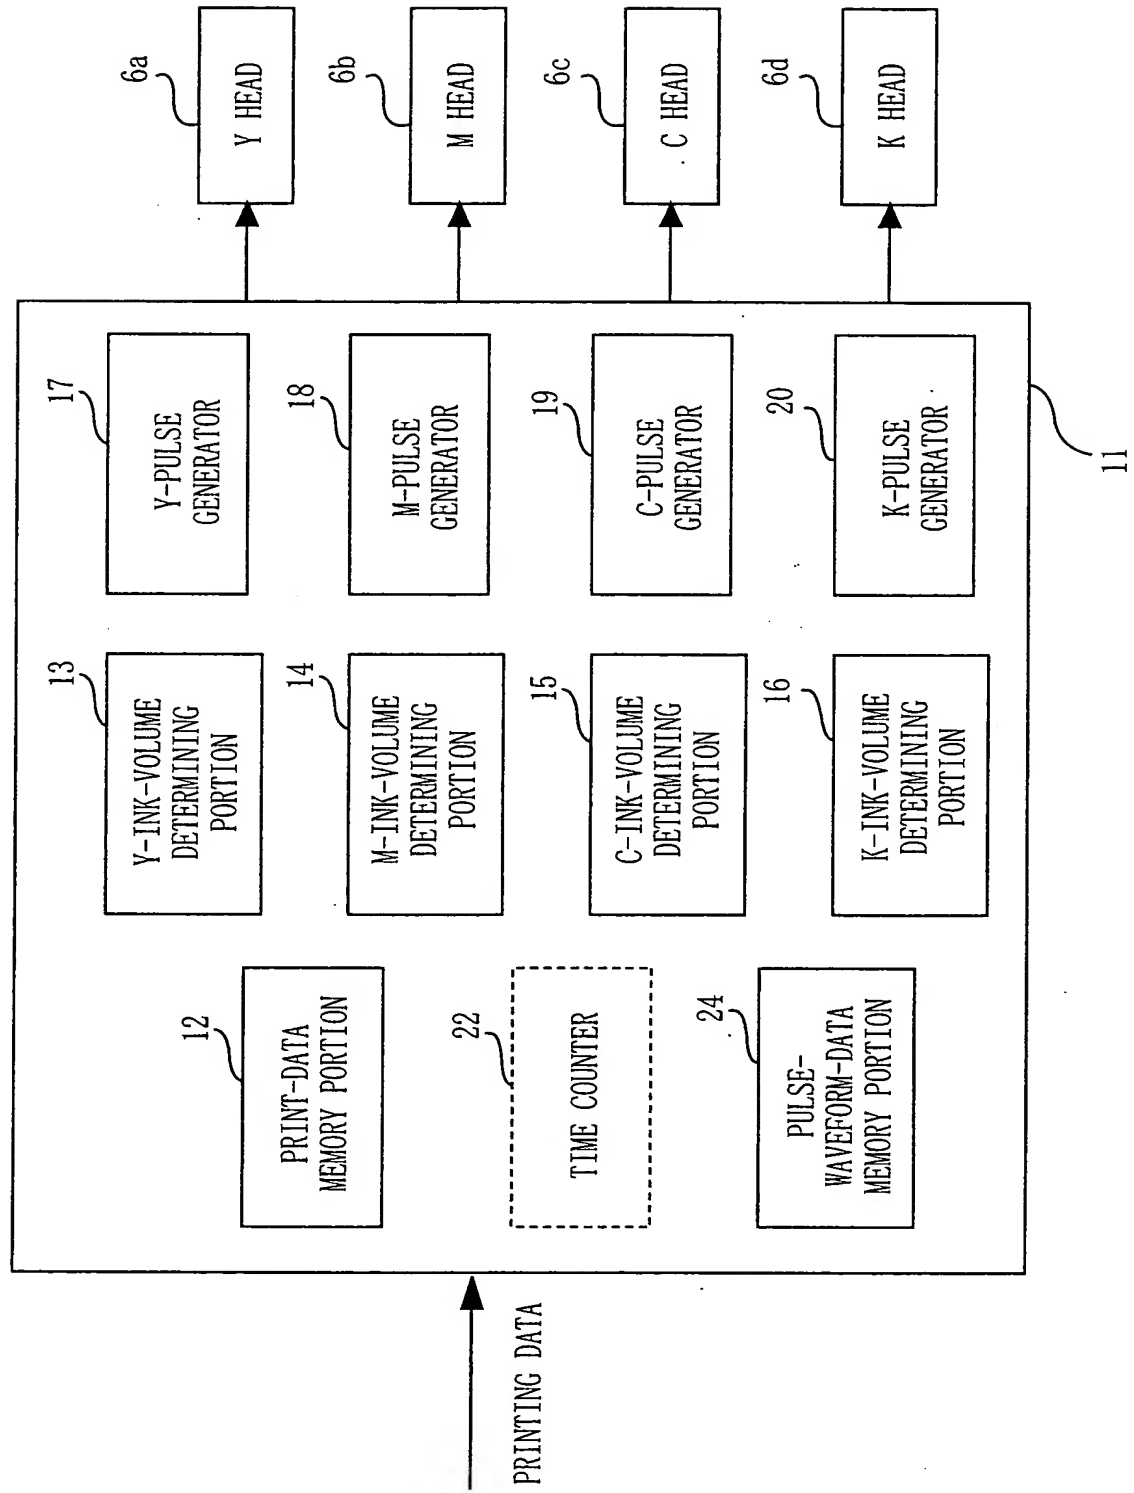 PRINTING DATA
12
PRINT-DATA
MEMORY PORTION
22
TIME COUNTER
24
PULSE-
WAVEFORM-DATA
MEMORY PORTION
13
Y-INK-VOLUME
DETERMINING
PORTION
14
M-INK-VOLUME
DETERMINING
PORTION
15
C-INK-VOLUME
DETERMINING
PORTION
16
K-INK-VOLUME
DETERMINING
PORTION
17
Y-PULSE
GENERATOR
18
M-PULSE
GENERATOR
19
C-PULSE
GENERATOR
20
K-PULSE
GENERATOR
11
6a
Y HEAD
6b
M HEAD
6c
C HEAD
6d
K HEAD